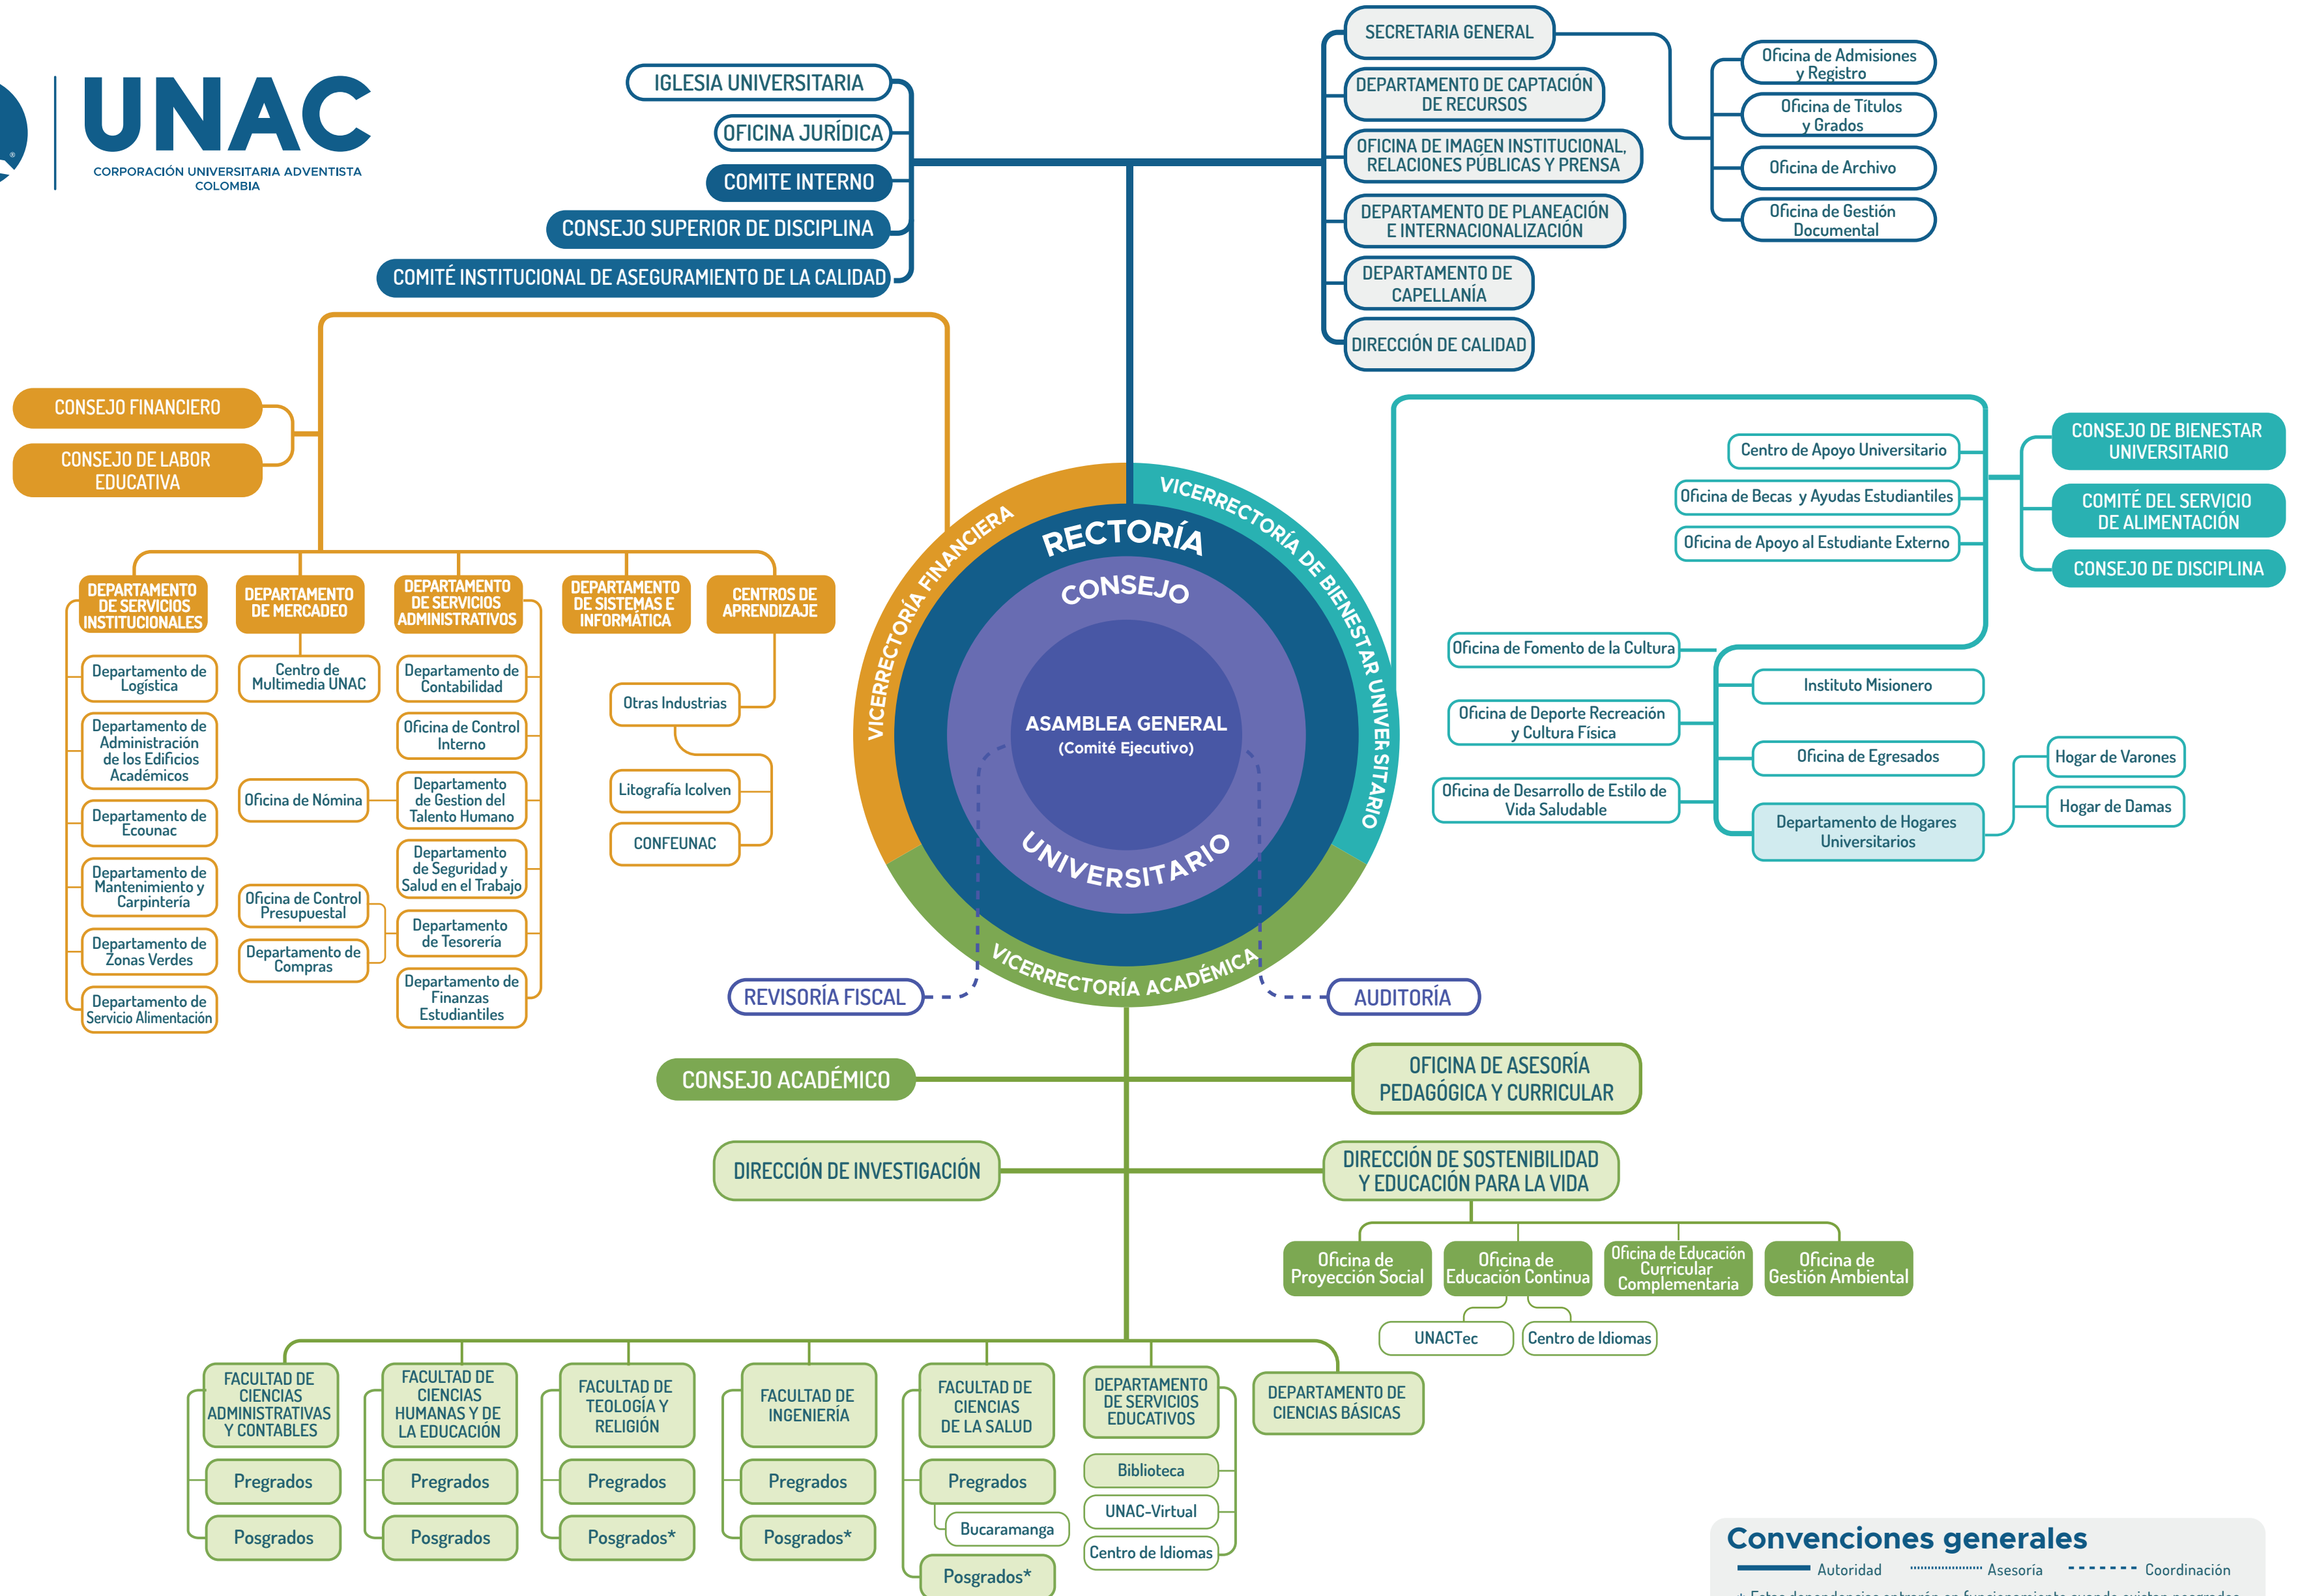 UNAC
®
CORPORACIÓN UNIVERSITARIA ADVENTISTA
COLOMBIA
IGLESIA UNIVERSITARIA
OFICINA JURÍDICA
COMITE INTERNO
CONSEJO SUPERIOR DE DISCIPLINA
COMITÉ INSTITUCIONAL DE ASEGURAMIENTO DE LA CALIDAD
SECRETARIA GENERAL
DEPARTAMENTO DE CAPTACIÓN
DE RECURSOS
OFICINA DE IMAGEN INSTITUCIONAL,
RELACIONES PÚBLICAS Y PRENSA
DEPARTAMENTO DE PLANEACIÓN
E INTERNACIONALIZACIÓN
DEPARTAMENTO DE
CAPELLANÍA
DIRECCIÓN DE CALIDAD
Oficina de Admisiones
y Registro
Oficina de Títulos
y Grados
Oficina de Archivo
Oficina de Gestión
Documental
CONSEJO FINANCIERO
CONSEJO DE LABOR
EDUCATIVA
DEPARTAMENTO
DE SERVICIOS
INSTITUCIONALES
DEPARTAMENTO
DE MERCADEO
DEPARTAMENTO
DE SERVICIOS
ADMINISTRATIVOS
DEPARTAMENTO
DE SISTEMAS E
INFORMÁTICA
CENTROS DE
APRENDIZAJE
Departamento de
Logística
Departamento de
Administración
de los Edificios
Académicos
Departamento de
Ecounac
Departamento de
Mantenimiento y
Carpintería
Departamento de
Zonas Verdes
Departamento de
Servicio Alimentación
Centro de
Multimedia UNAC
Oficina de Nómina
Oficina de Control
Presupuestal
Departamento de
Compras
Departamento de
Contabilidad
Oficina de Control
Interno
Departamento
de Gestion del
Talento Humano
Departamento
de Seguridad y
Salud en el Trabajo
Departamento
de Tesorería
Departamento de
Finanzas
Estudiantiles
Otras Industrias
Litografía Icolven
CONFEUNAC
VICERRECTORÍA FINANCIERA
VICERRECTORÍA DE BIENESTAR UNIVERSITARIO
RECTORÍA
CONSEJO
ASAMBLEA GENERAL
(Comité Ejecutivo)
UNIVERSITARIO
VICERRECTORÍA ACADÉMICA
REVISORÍA FISCAL
AUDITORÍA
Centro de Apoyo Universitario
Oficina de Becas y Ayudas Estudiantiles
Oficina de Apoyo al Estudiante Externo
CONSEJO DE BIENESTAR
UNIVERSITARIO
COMITÉ DEL SERVICIO
DE ALIMENTACIÓN
CONSEJO DE DISCIPLINA
Oficina de Fomento de la Cultura
Oficina de Deporte Recreación
y Cultura Física
Oficina de Desarrollo de Estilo de
Vida Saludable
Instituto Misionero
Oficina de Egresados
Departamento de Hogares
Universitarios
Hogar de Varones
Hogar de Damas
CONSEJO ACADÉMICO
OFICINA DE ASESORÍA
PEDAGÓGICA Y CURRICULAR
DIRECCIÓN DE INVESTIGACIÓN
DIRECCIÓN DE SOSTENIBILIDAD
Y EDUCACIÓN PARA LA VIDA
Oficina de
Proyección Social
Oficina de
Educación Continua
Oficina de Educación
Curricular
Complementaria
Oficina de
Gestión Ambiental
UNACTec
Centro de Idiomas
FACULTAD DE
CIENCIAS
ADMINISTRATIVAS
Y CONTABLES
Pregrados
Posgrados
FACULTAD DE
CIENCIAS
HUMANAS Y DE
LA EDUCACIÓN
Pregrados
Posgrados
FACULTAD DE
TEOLOGÍA Y
RELIGIÓN
Pregrados
Posgrados*
FACULTAD DE
INGENIERÍA
Pregrados
Posgrados*
FACULTAD DE
CIENCIAS
DE LA SALUD
Pregrados
Bucaramanga
Posgrados*
DEPARTAMENTO
DE SERVICIOS
EDUCATIVOS
Biblioteca
UNAC-Virtual
Centro de Idiomas
DEPARTAMENTO DE
CIENCIAS BÁSICAS
Convenciones generales
Autoridad
Asesoría
Coordinación
* Estas dependencias entrarán en funcionamiento cuando existan posgrados